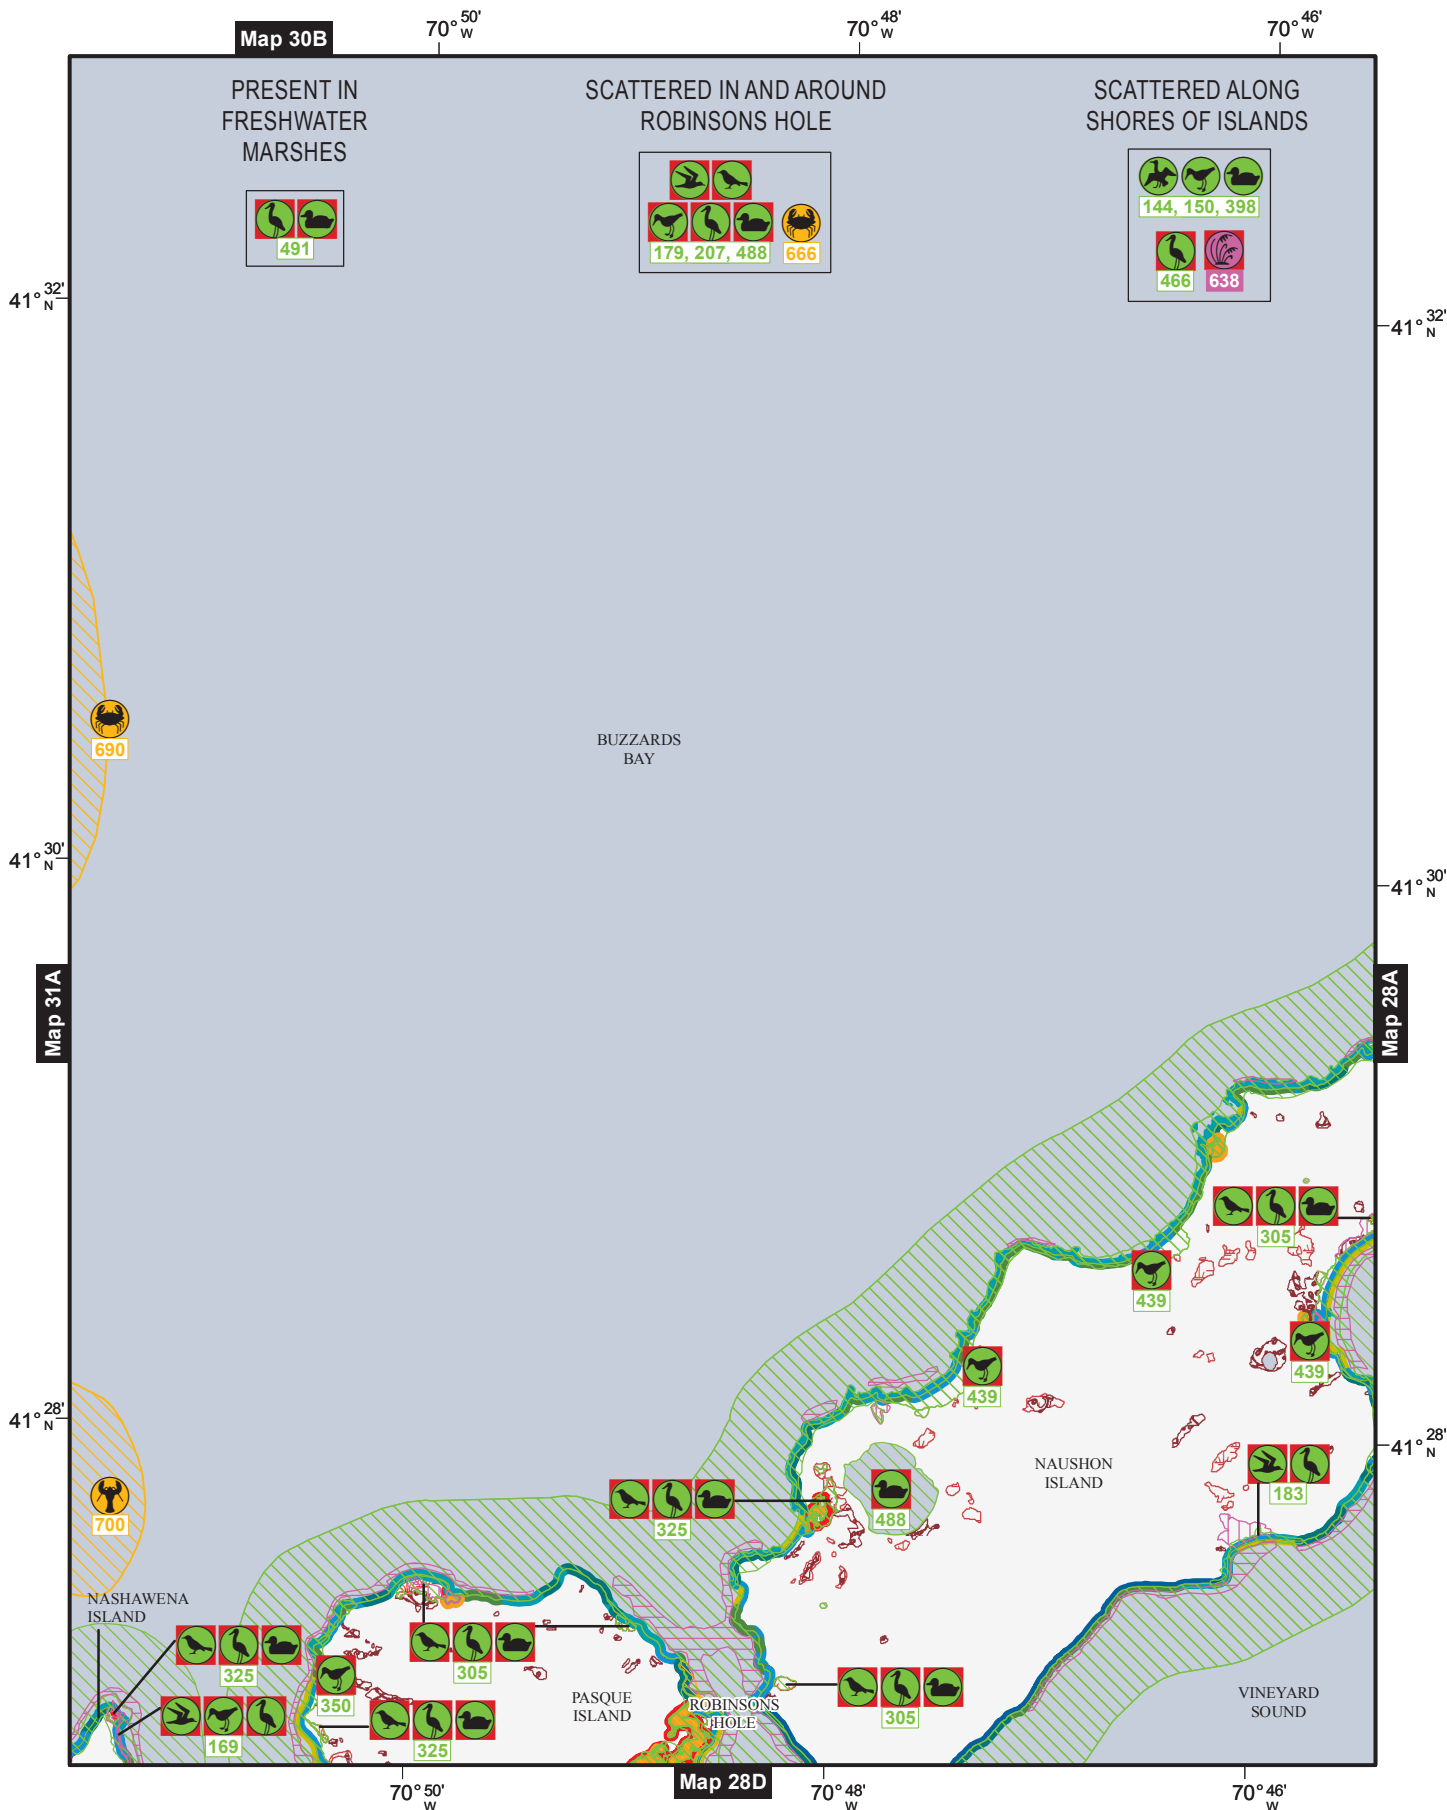 70° 50' W
70° 48' W
70° 46' W
Map 30B
PRESENT IN
FRESHWATER
MARSHES
491
SCATTERED IN AND AROUND
ROBINSONS HOLE
179, 207, 488
666
SCATTERED ALONG
SHORES OF ISLANDS
144, 150, 398
466
638
41° 32' N
41° 32' N
690
BUZZARDS
BAY
41° 30' N
41° 30' N
Map 31A
Map 28A
305
439
439
439
41° 28' N
41° 28' N
NAUSHON
ISLAND
183
488
700
325
NASHAWENA
ISLAND
325
305
350
169
325
PASQUE
ISLAND
ROBINSONS
HOLE
305
VINEYARD
SOUND
Map 28D
70° 50' W
70° 48' W
70° 46' W